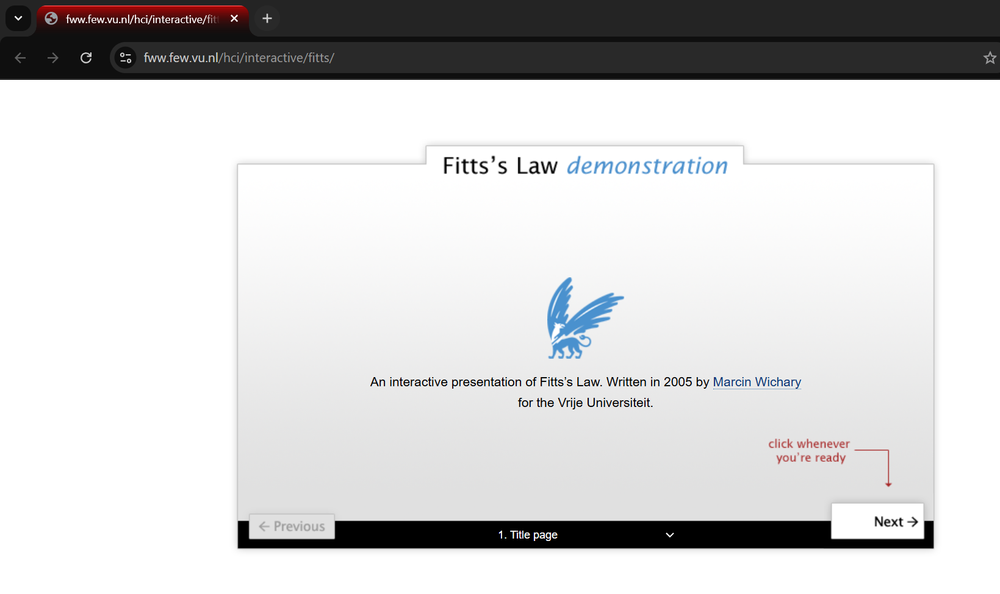 fww.few.vu.nl/hci/interactive/fit
fww.few.vu.nl/hci/interactive/fitts/
Fitts’s Law demonstration
An interactive presentation of Fitts’s Law. Written in 2005 by Marcin Wichary
for the Vrije Universiteit.
click whenever
you’re ready
← Previous
1. Title page
Next →